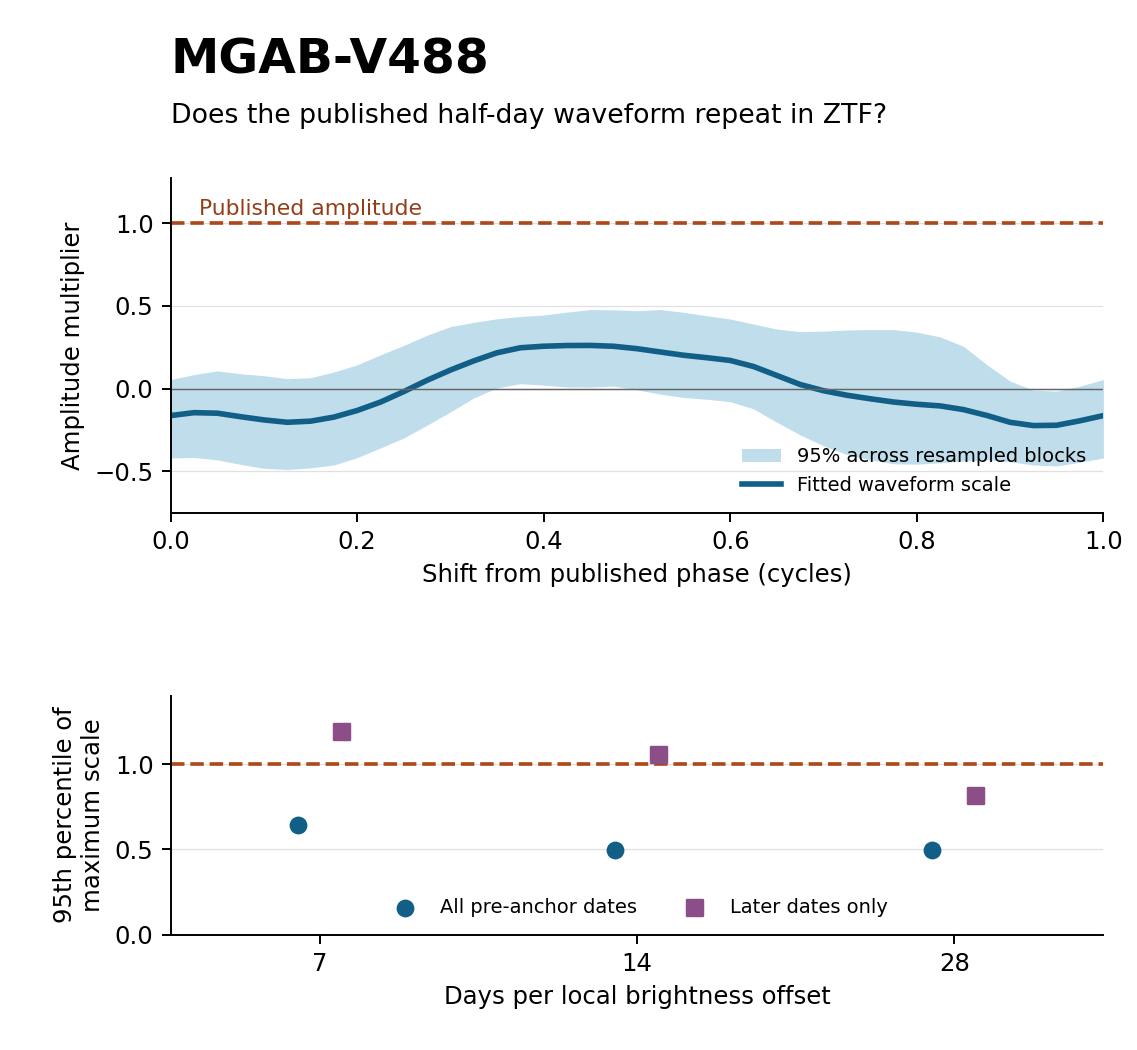 MGAB-V488
Does the published half-day waveform repeat in ZTF?
Published amplitude
Amplitude multiplier
1.0
0.5
0.0
−0.5
95% across resampled blocks
Fitted waveform scale
0.0 0.2 0.4 0.6 0.8 1.0
Shift from published phase (cycles)
95th percentile of
maximum scale
1.0
0.5
0.0
All pre-anchor dates Later dates only
7 14 28
Days per local brightness offset